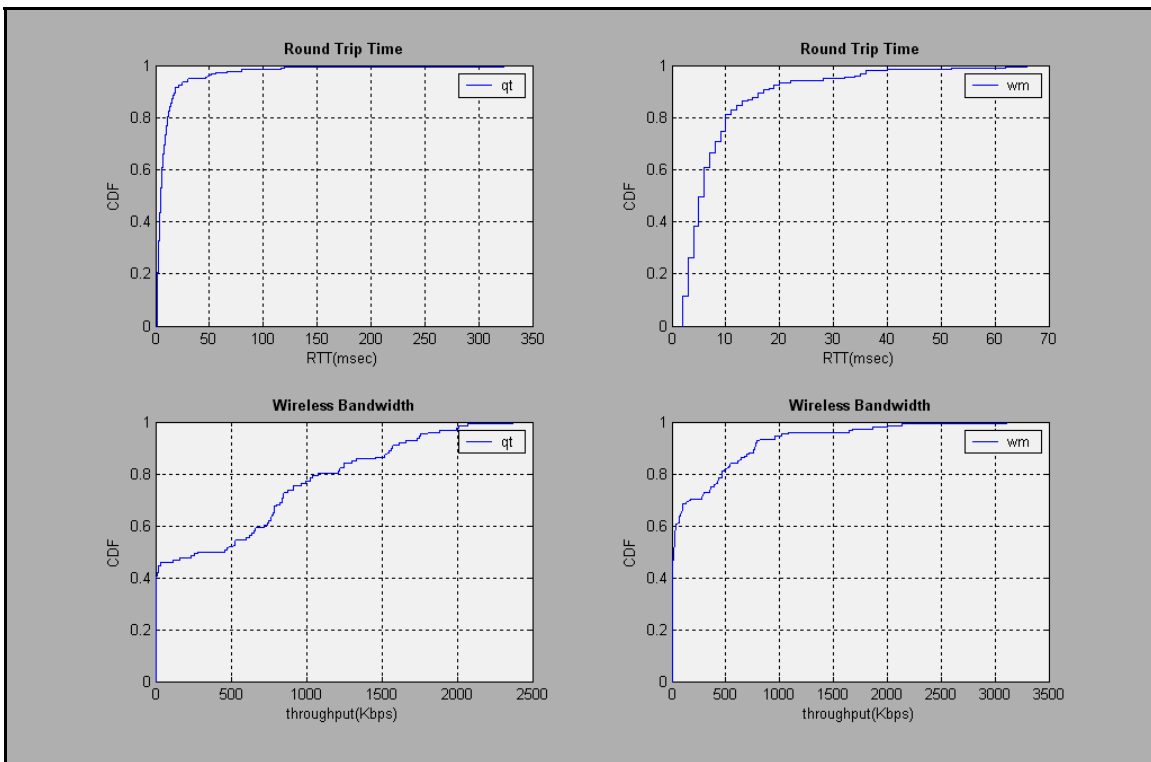 Round Trip Time
1
0.8
0.6
0.4
0.2
0
CDF
qt
0 50 100 150 200 250 300 350
RTT(msec)
Round Trip Time
1
0.8
0.6
0.4
0.2
0
CDF
wm
0 10 20 30 40 50 60 70
RTT(msec)
Wireless Bandwidth
1
0.8
0.6
0.4
0.2
0
CDF
qt
0 500 1000 1500 2000 2500
throughput(Kbps)
Wireless Bandwidth
1
0.8
0.6
0.4
0.2
0
CDF
wm
0 500 1000 1500 2000 2500 3000 3500
throughput(Kbps)